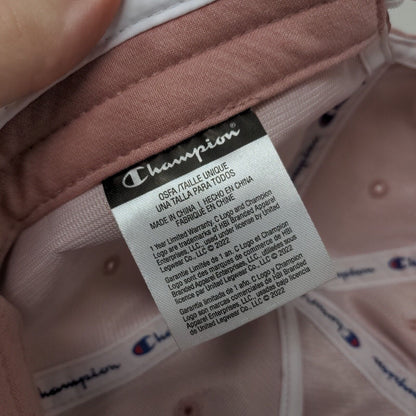 Champion
OSFA/TAILLE UNIQUE
UNA TALLA PARA TODOS
MADE IN CHINA / HECHO EN CHINA
FABRIQUÉ EN CHINE
1 Year Limited Warranty. C Logo and Champion
Logo are trademarks of HBI Branded Apparel
Enterprises, LLC, used under license by United
Legwear Co., LLC © 2022
Garantie Limitée de 1 an. C Logo et Champion
Logo sont des marques de commerce de HBI
Branded Apparel Enterprises, LLC, utilisées
Legwear Co., LLC © 2022
Garantía limitada de 1 año. C Logo y Champion
Logo son marcas comerciales de HBI Branded
Apparel Enterprises, LLC, usadas bajo licencia
de United Legwear Co., LLC © 2022
Champion
Champion
Champion